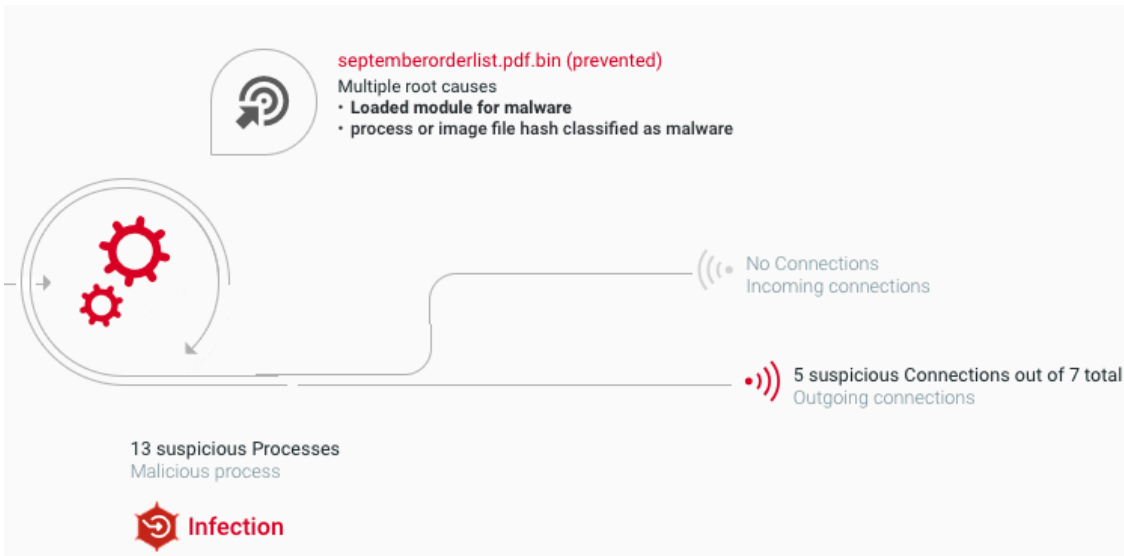 septemberorderlist.pdf.bin (prevented)
Multiple root causes
· Loaded module for malware
· process or image file hash classified as malware
No Connections
Incoming connections
5 suspicious Connections out of 7 total
Outgoing connections
13 suspicious Processes
Malicious process
Infection